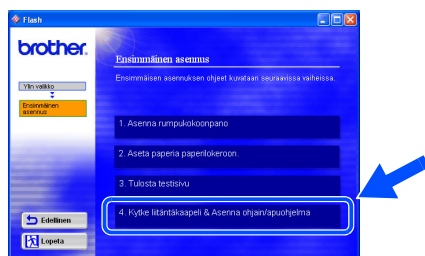 Flash
brother.
Ensimmäinen asennus
Ensimmäisen asennuksen ohjeet kuvataan seuraavissa vaiheissa.
Ylin valikko
Ensimmäinen
asennus
1. Asenna rumpukokoonpano
2. Aseta paperia paperilokeroon.
3. Tulosta testisivu
4. Kytke liitäntäkaapeli & Asenna ohjain/apuohjelma
Edellinen
Lopeta